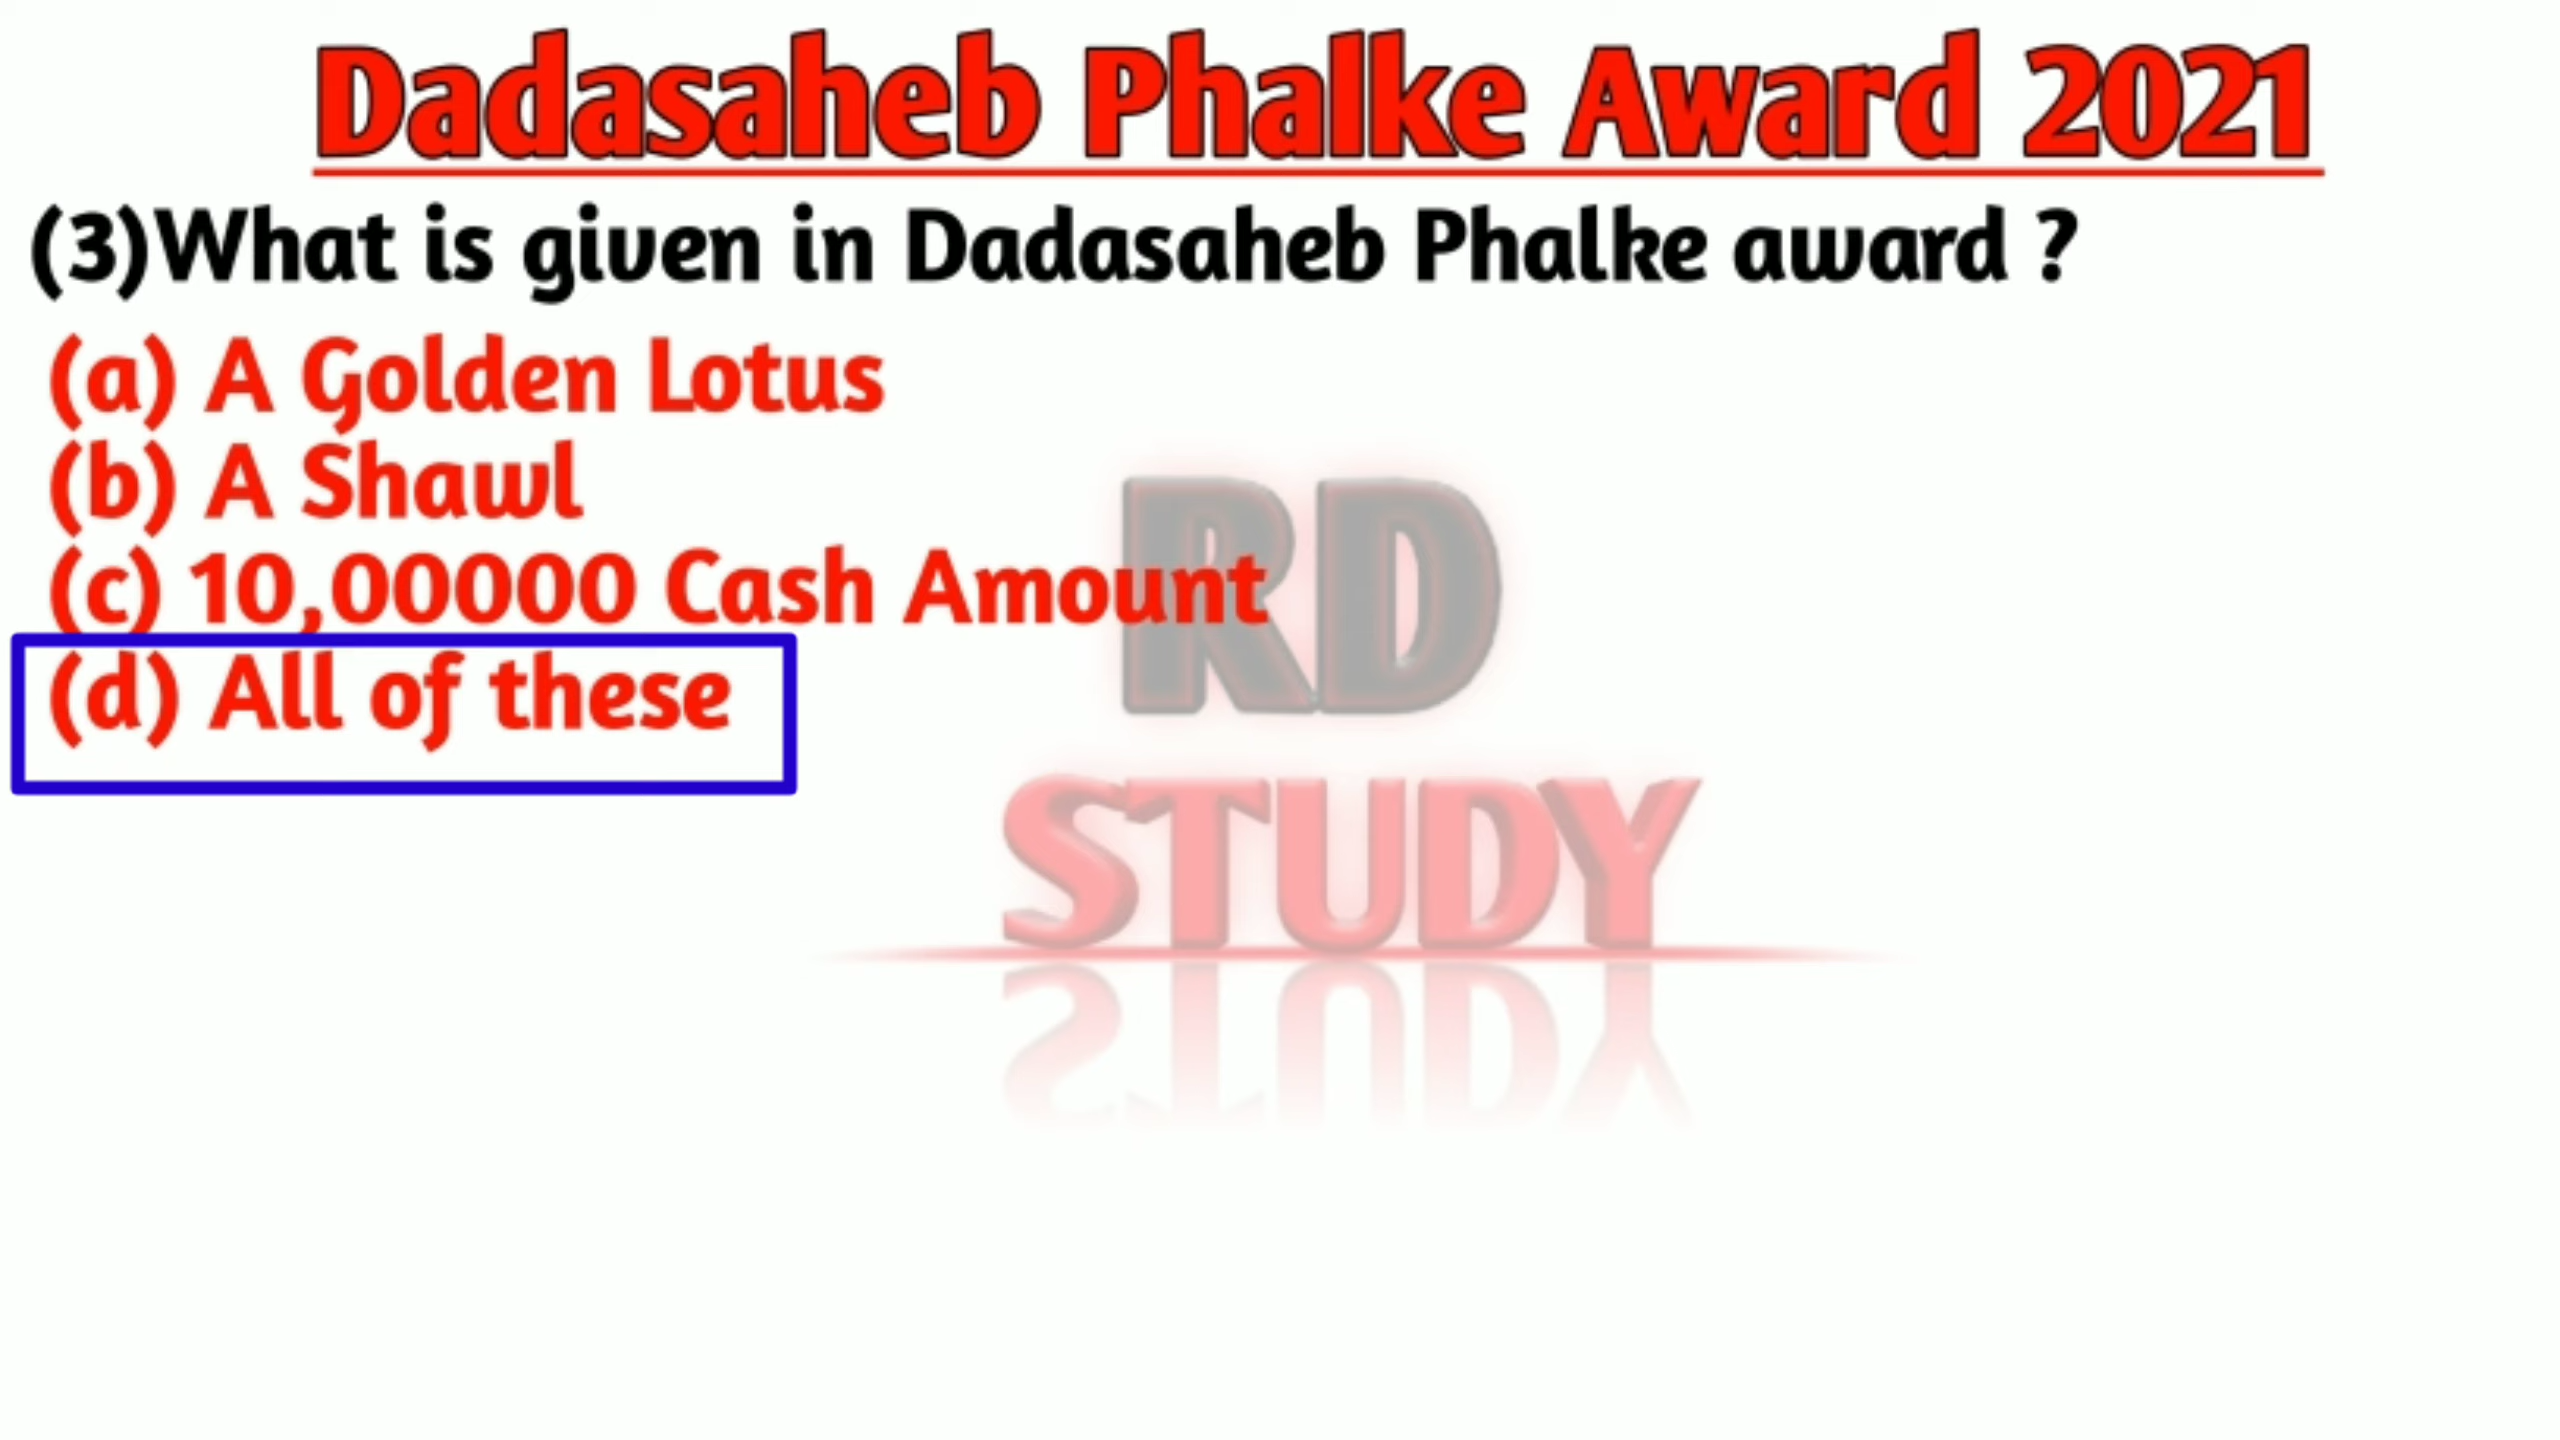 Dadasaheb Phalke Award 2021
(3)What is given in Dadasaheb Phalke award ?
(a) A Golden Lotus
(b) A Shawl
(c) 10,00000 Cash Amount
(d) All of these
RD
STUDY